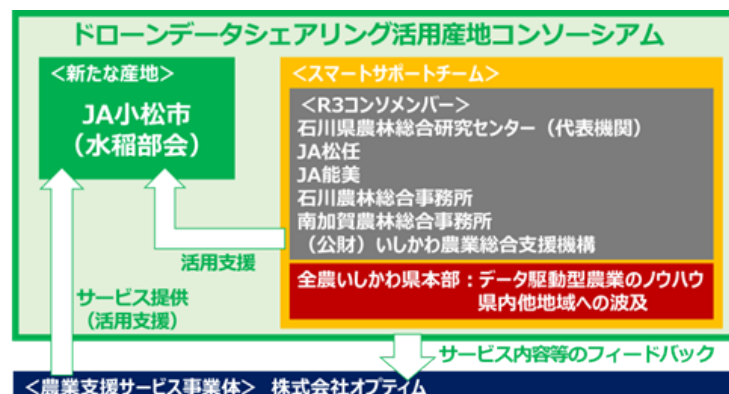 ドローンデータシェアリング活用産地コンソーシアム
＜新たな産地＞
JA小松市
（水稲部会）
＜スマートサポートチーム＞
＜R3コンソメンバー＞
石川県農林総合研究センター（代表機関）
JA松任
JA能美
石川農林総合事務所
南加賀農林総合事務所
（公財）いしかわ農業総合支援機構
全農いしかわ県本部：データ駆動型農業のノウハウ
県内他地域への波及
活用支援
サービス提供
（活用支援）
サービス内容等のフィードバック
＜農業支援サービス事業体＞ 株式会社オプティム